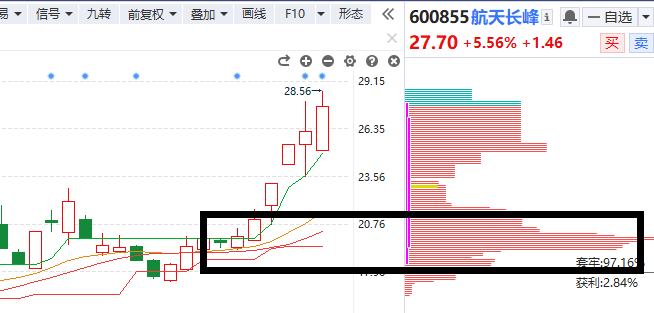 易 信号 九转 前复权 叠加 画线 F10 形态
600855 航天长峰 自选
27.70 +5.56% +1.46 买 卖
29.15
28.56
26.35
23.56
20.76
套牢:97.16%
获利:2.84%